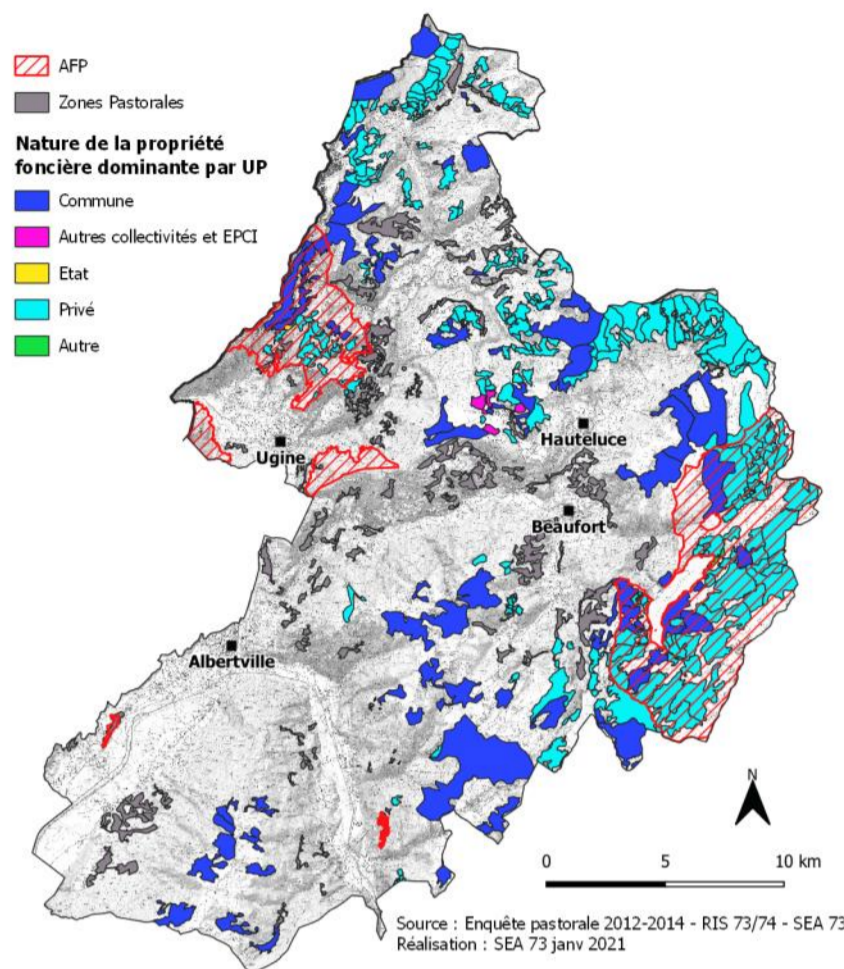 AFP
Zones Pastorales
Nature de la propriété
foncière dominante par UP
Commune
Autres collectivités et EPCI
Etat
Privé
Autre
Ugine
Hauteluce
Beaufort
Albertville
N
0 5 10 km
Source : Enquête pastorale 2012-2014 - RIS 73/74 - SEA 73
Réalisation : SEA 73 janv 2021